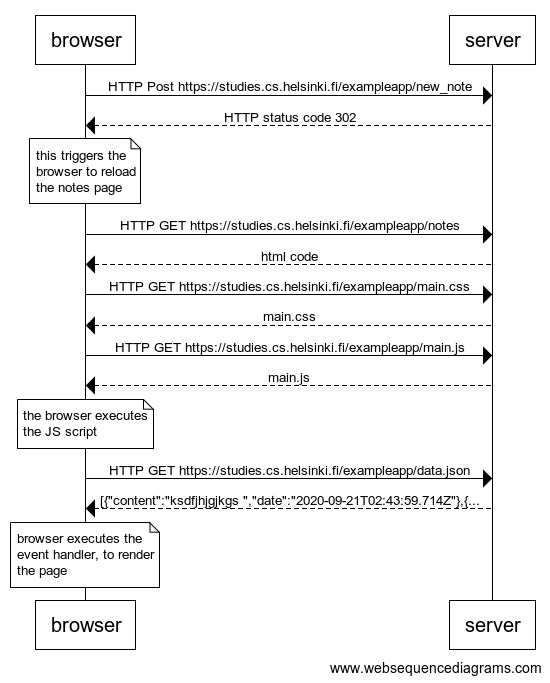 browser
server
HTTP Post https://studies.cs.helsinki.fi/exampleapp/new_note
HTTP status code 302
this triggers the
browser to reload
the notes page
HTTP GET https://studies.cs.helsinki.fi/exampleapp/notes
html code
HTTP GET https://studies.cs.helsinki.fi/exampleapp/main.css
main.css
HTTP GET https://studies.cs.helsinki.fi/exampleapp/main.js
main.js
the browser executes
the JS script
HTTP GET https://studies.cs.helsinki.fi/exampleapp/data.json
[{"content":"ksdfjhjgjkgs ","date":"2020-09-21T02:43:59.714Z"},{...
browser executes the
event handler, to render
the page
browser
server
www.websequencediagrams.com